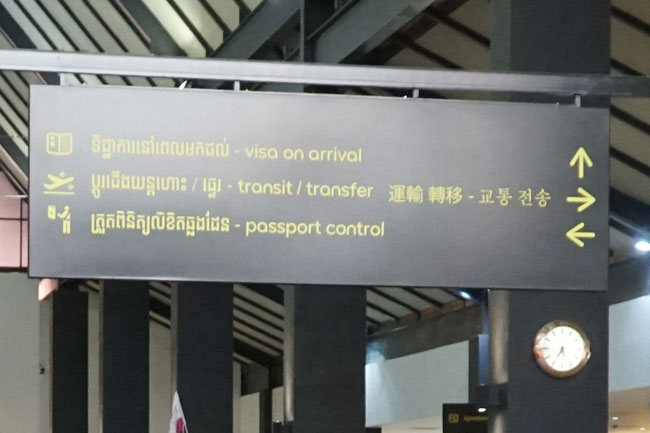 ទិដ្ឋាការនៅពេលមកដល់ - visa on arrival
ប្តូរជើងយន្តហោះ / ផ្ទេរ - transit / transfer 運輸 轉移 - 교통 전송
ត្រួតពិនិត្យលិខិតឆ្លងដែន - passport control